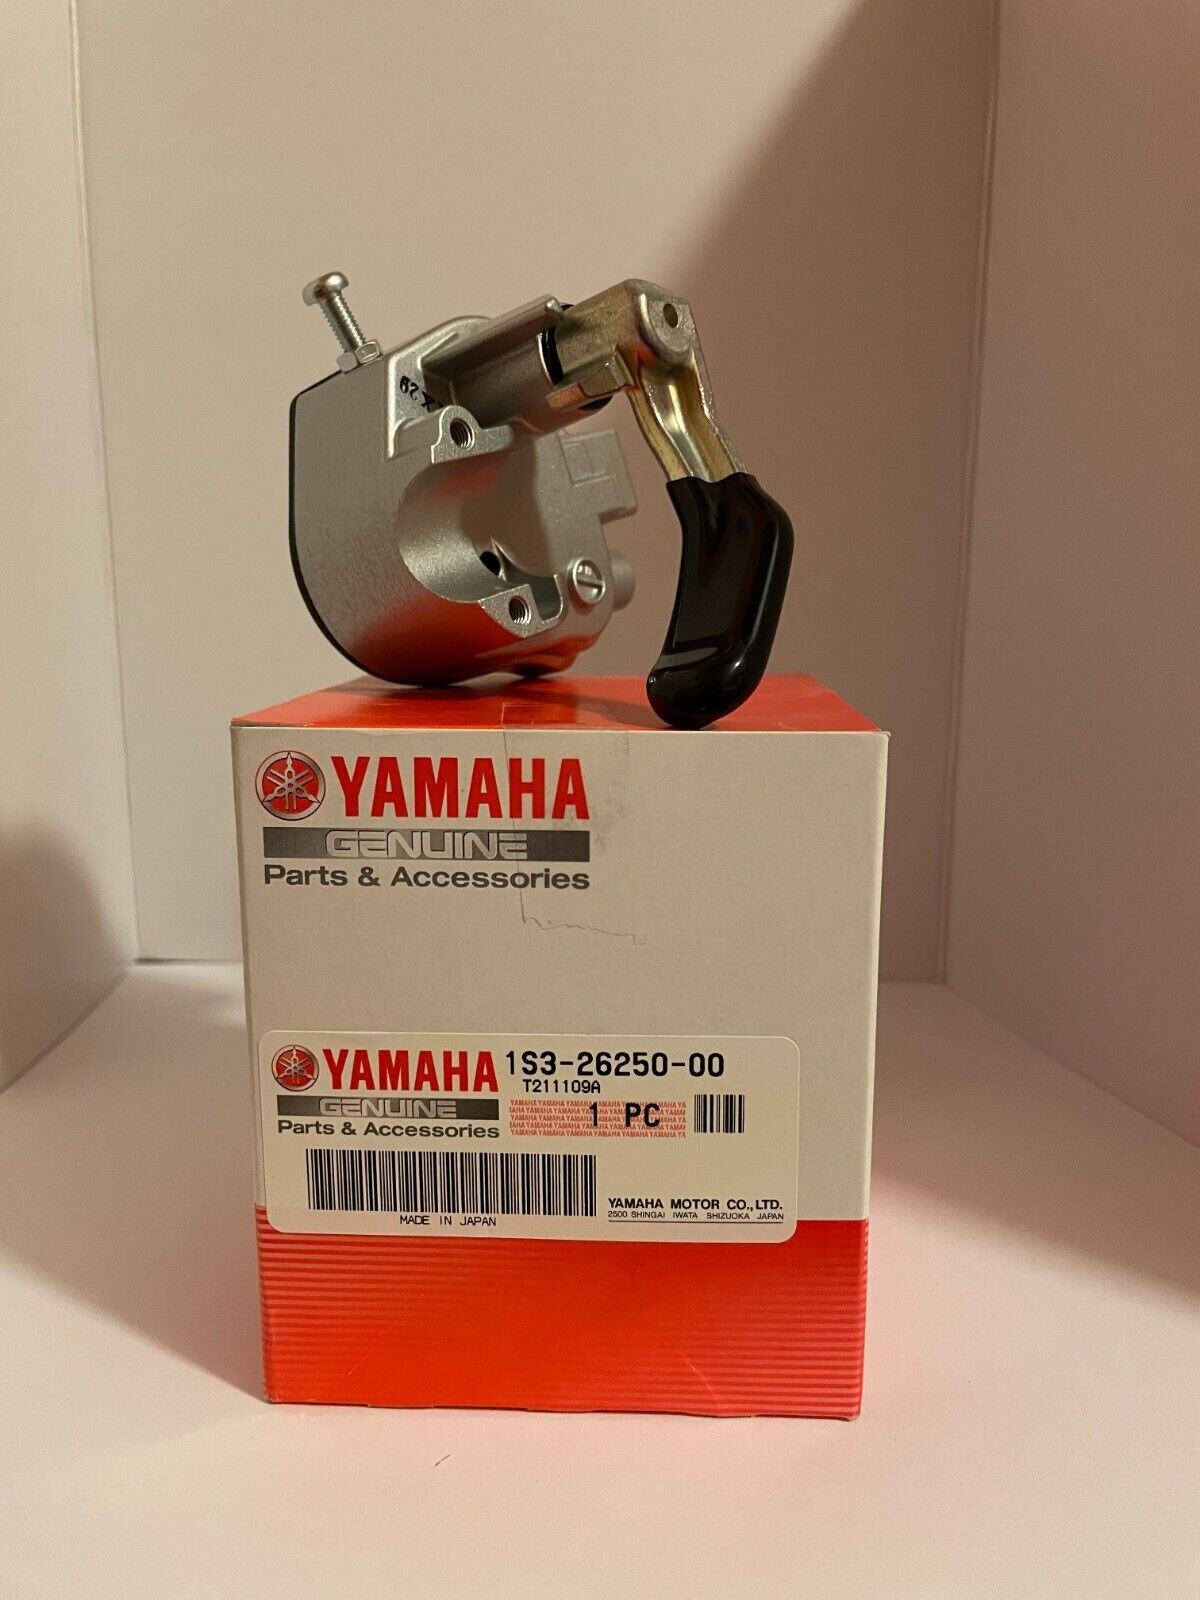 YAMAHA
GENUINE
Parts & Accessories
YAMAHA
GENUINE
Parts & Accessories
1S3-26250-00
T211109A
1 PC
MADE IN JAPAN
YAMAHA MOTOR CO., LTD.
2500 SHINGAI IWATA SHIZUOKA JAPAN